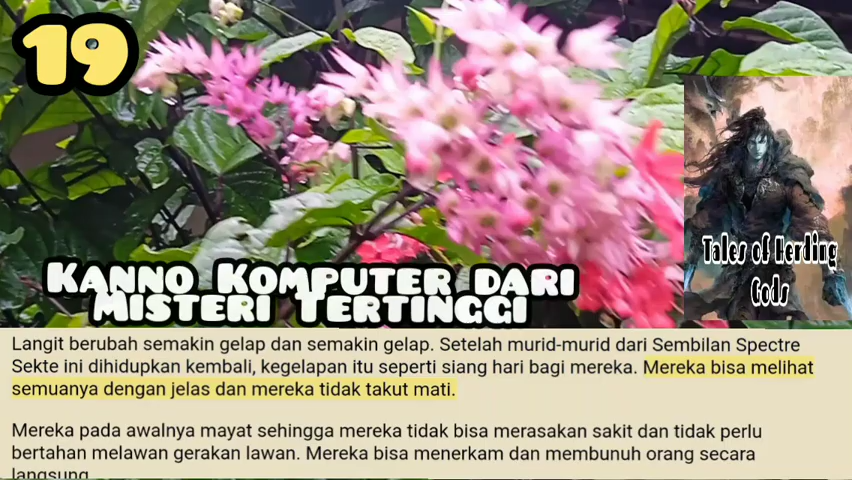 19
Tales of Herding
Gods
Kanno Komputer dari
Misteri Tertinggi
Langit berubah semakin gelap dan semakin gelap. Setelah murid-murid dari Sembilan Spectre
Sekte ini dihidupkan kembali, kegelapan itu seperti siang hari bagi mereka. Mereka bisa melihat
semuanya dengan jelas dan mereka tidak takut mati.
Mereka pada awalnya mayat sehingga mereka tidak bisa merasakan sakit dan tidak perlu
bertahan melawan gerakan lawan. Mereka bisa menerkam dan membunuh orang secara
langsung.